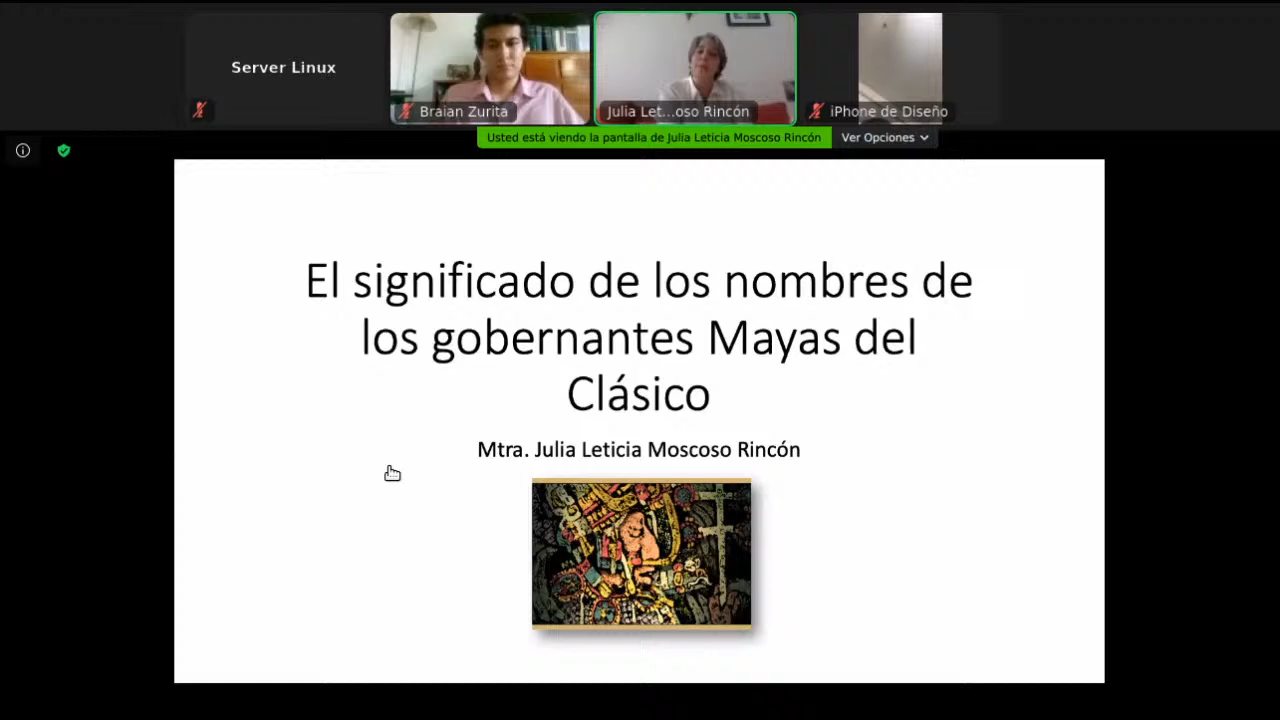 Server Linux
Braian Zurita
Julia Let...oso Rincón
iPhone de Diseño
Usted está viendo la pantalla de Julia Leticia Moscoso Rincón
Ver Opciones
El significado de los nombres de
los gobernantes Mayas del
Clásico
Mtra. Julia Leticia Moscoso Rincón